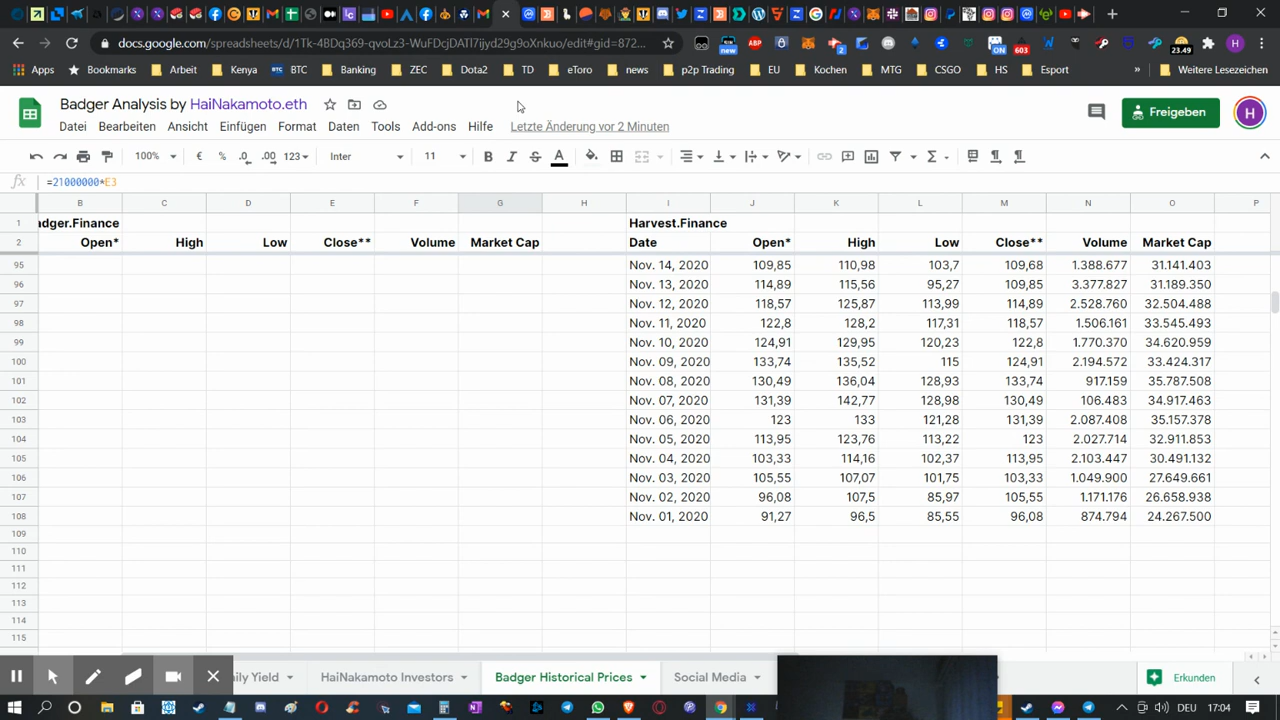 docs.google.com/spreadsheets/d/1Tk-4BDq369-qvoLz3-WuFDcjDATl7iivd29g9oXnkuo/edit#gid=872...
ABP
new
2
ON
603
23.49
H
Apps
Bookmarks
Arbeit
Kenya
BTC
BTC
Banking
ZEC
Dota2
TD
eToro
news
p2p Trading
EU
Kochen
MTG
CSGO
HS
Esport
»
Weitere Lesezeichen
Badger Analysis by HaiNakamoto.eth
Freigeben
H
Datei Bearbeiten Ansicht Einfügen Format Daten Tools Add-ons Hilfe Letzte Änderung vor 2 Minuten
100% € % .0 .00 123 Inter 11 B I S A
fx =21000000*E3
B C D E F G H I J K L M N O P
1 adger.Finance Harvest.Finance
2 Open* High Low Close** Volume Market Cap Date Open* High Low Close** Volume Market Cap
95 Nov. 14, 2020 109,85 110,98 103,7 109,68 1.388.677 31.141.403
96 Nov. 13, 2020 114,89 115,56 95,27 109,85 3.377.827 31.189.350
97 Nov. 12, 2020 118,57 125,87 113,99 114,89 2.528.760 32.504.488
98 Nov. 11, 2020 122,8 128,2 117,31 118,57 1.506.161 33.545.493
99 Nov. 10, 2020 124,91 129,95 120,23 122,8 1.770.370 34.620.959
100 Nov. 09, 2020 133,74 135,52 115 124,91 2.194.572 33.424.317
101 Nov. 08, 2020 130,49 136,04 128,93 133,74 917.159 35.787.508
102 Nov. 07, 2020 131,39 142,77 128,98 130,49 106.483 34.917.463
103 Nov. 06, 2020 123 133 121,28 131,39 2.087.408 35.157.378
104 Nov. 05, 2020 113,95 123,76 113,22 123 2.027.714 32.911.853
105 Nov. 04, 2020 103,33 114,16 102,37 113,95 2.103.447 30.491.132
106 Nov. 03, 2020 105,55 107,07 101,75 103,33 1.049.900 27.649.661
107 Nov. 02, 2020 96,08 107,5 85,97 105,55 1.171.176 26.658.938
108 Nov. 01, 2020 91,27 96,5 85,55 96,08 874.794 24.267.500
109
110
111
112
113
114
115
ily Yield HaiNakamoto Investors Badger Historical Prices Social Media Erkunden
DEU 17:04